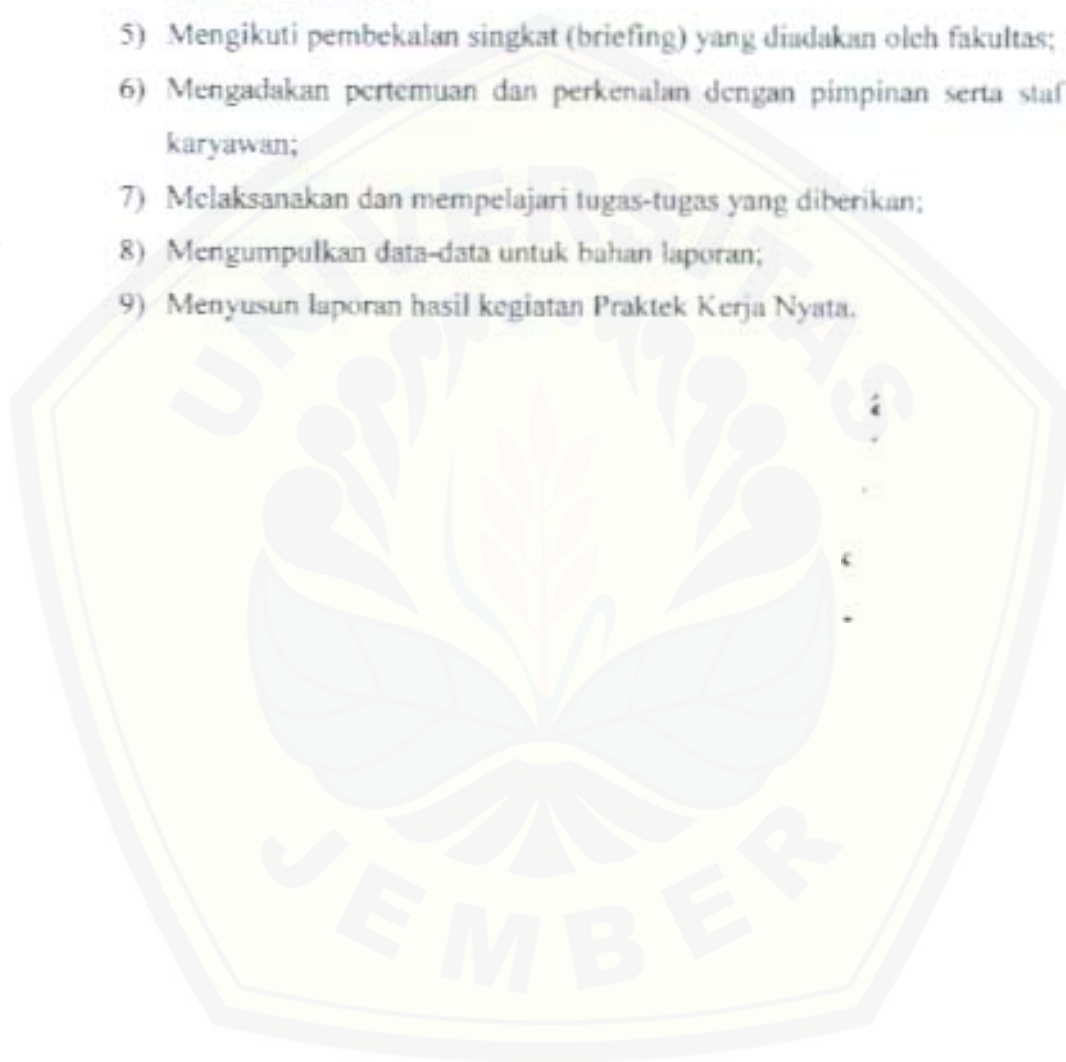 5) Mengikuti pembekalan singkat (briefing) yang diadakan oleh fakultas;
6) Mengadakan pertemuan dan perkenalan dengan pimpinan serta staf
karyawan;
7) Melaksanakan dan mempelajari tugas-tugas yang diberikan;
8) Mengumpulkan data-data untuk bahan laporan;
9) Menyusun laporan hasil kegiatan Praktek Kerja Nyata.
UNIVERSITAS
JEMBER